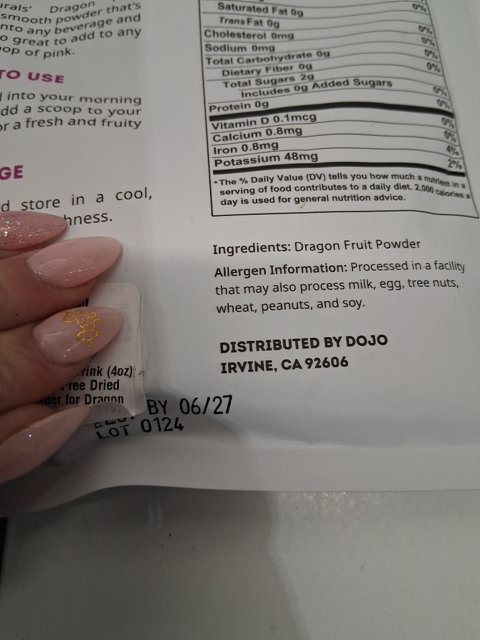 urals' Dragon
smooth powder that's
into any beverage and
o great to add to any
oop of pink.
TO USE
l into your morning
add a scoop to your
or a fresh and fruity
GE
d store in a cool,
hness.
Saturated Fat 0g 0%
Trans Fat 0g
Cholesterol 0mg 0%
Sodium 0mg 0%
Total Carbohydrate 0g 0%
Dietary Fiber 0g 0%
Total Sugars 2g
Includes 0g Added Sugars 0%
Protein 0g 0%
Vitamin D 0.1mcg 0%
Calcium 0.8mg 0%
Iron 0.8mg 4%
Potassium 48mg 2%
*The % Daily Value (DV) tells you how much a nutrient in a
serving of food contributes to a daily diet. 2,000 calories a
day is used for general nutrition advice.
Ingredients: Dragon Fruit Powder
Allergen Information: Processed in a facility
that may also process milk, egg, tree nuts,
wheat, peanuts, and soy.
DISTRIBUTED BY DOJO
IRVINE, CA 92606
rink (4oz)
ree Dried
der for Dragon
BY 06/27
LOT 0124